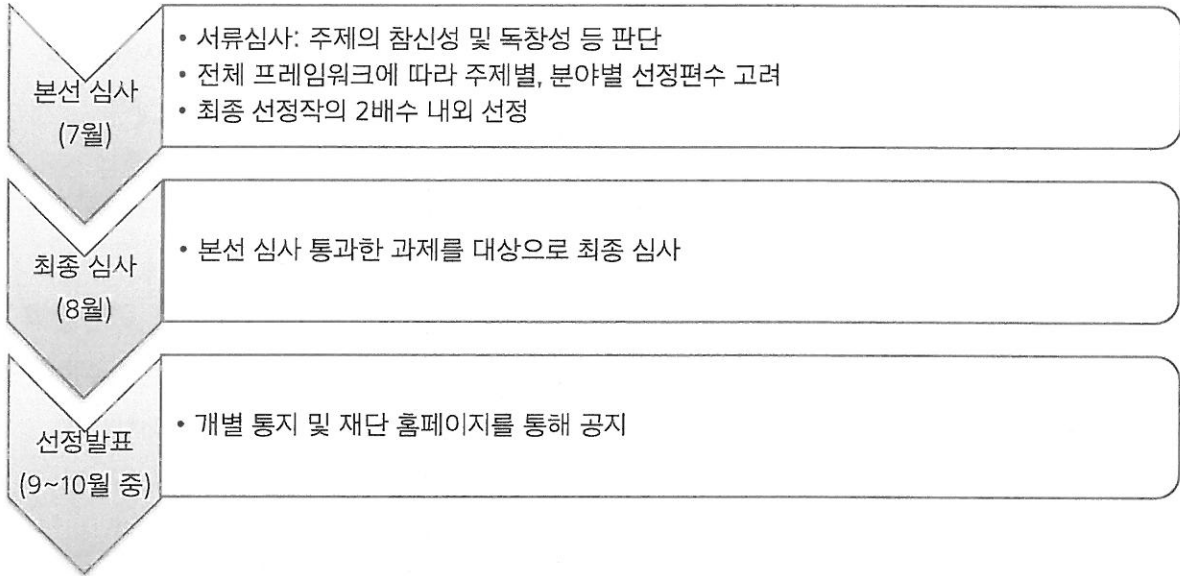 본선 심사
(7월)
• 서류심사: 주제의 참신성 및 독창성 등 판단
• 전체 프레임워크에 따라 주제별, 분야별 선정편수 고려
• 최종 선정작의 2배수 내외 선정
최종 심사
(8월)
• 본선 심사 통과한 과제를 대상으로 최종 심사
선정발표
(9~10월 중)
• 개별 통지 및 재단 홈페이지를 통해 공지